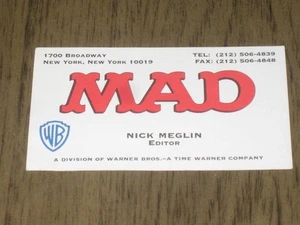 1700 Broadway Tel: (212) 506-4839
New York, New York 10019 Fax: (212) 506-4848
MAD
WB
Nick Meglin
Editor
A Division of Warner Bros.–A Time Warner Company